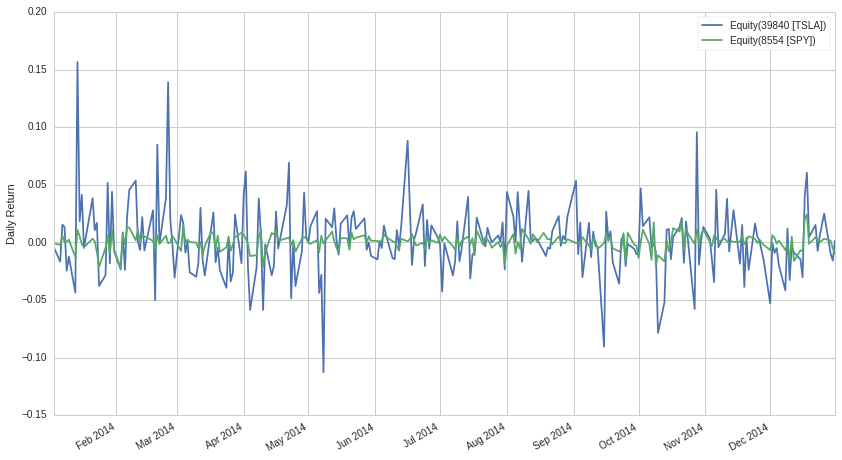 0.20
Equity(39840 [TSLA])
Equity(8554 [SPY])
0.15
0.10
0.05
Daily Return
0.00
−0.05
−0.10
−0.15
Feb 2014
Mar 2014
Apr 2014
May 2014
Jun 2014
Jul 2014
Aug 2014
Sep 2014
Oct 2014
Nov 2014
Dec 2014